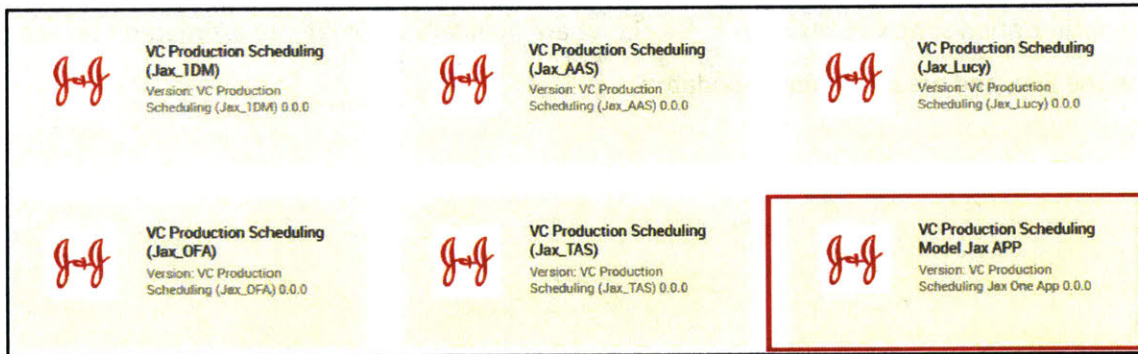 J&J
VC Production Scheduling
(Jax_1DM)
Version: VC Production
Scheduling (Jax_1DM) 0.0.0
J&J
VC Production Scheduling
(Jax_AAS)
Version: VC Production
Scheduling (Jax_AAS) 0.0.0
J&J
VC Production Scheduling
(Jax_Lucy)
Version: VC Production
Scheduling (Jax_Lucy) 0.0.0
J&J
VC Production Scheduling
(Jax_OFA)
Version: VC Production
Scheduling (Jax_OFA) 0.0.0
J&J
VC Production Scheduling
(Jax_TAS)
Version: VC Production
Scheduling (Jax_TAS) 0.0.0
J&J
VC Production Scheduling
Model Jax APP
Version: VC Production
Scheduling Jax One App 0.0.0